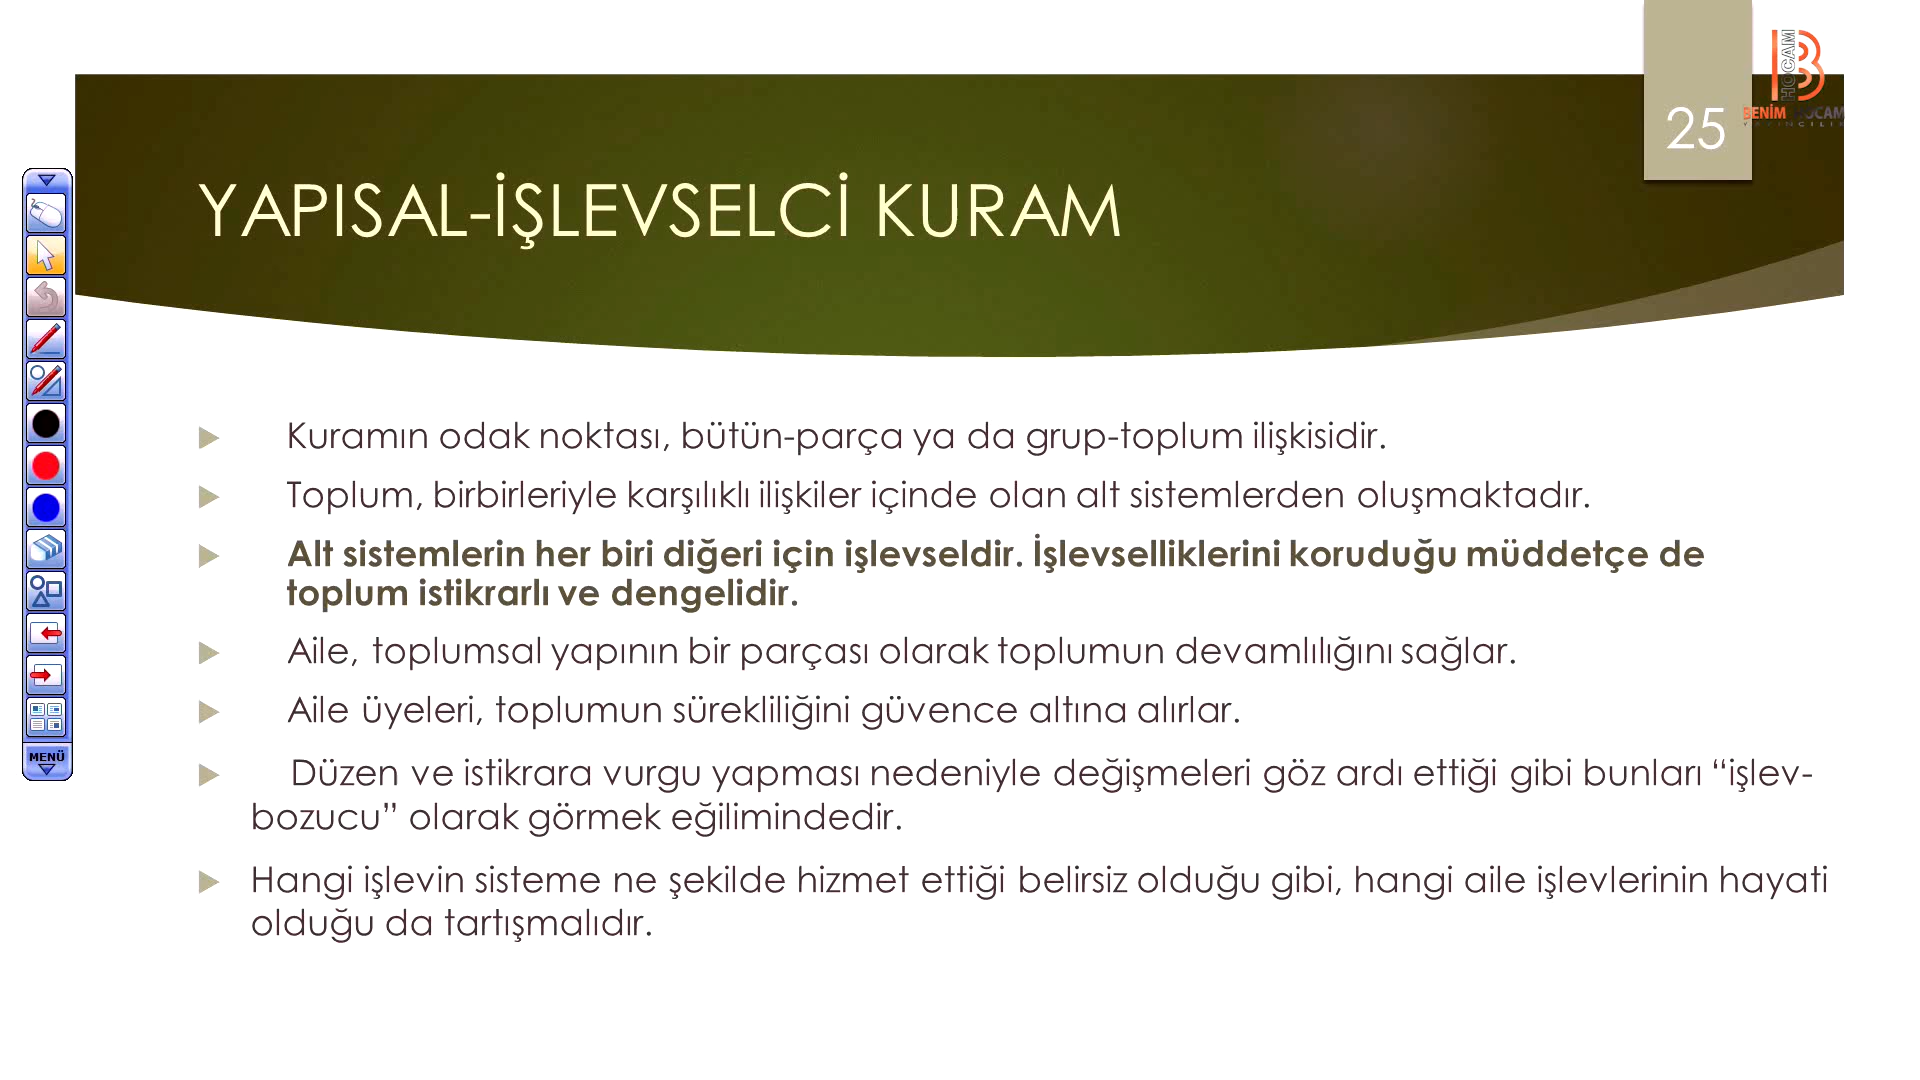 HOCAM
BENİM HOCAM
YAYINCILIK
25
YAPISAL-İŞLEVSELCİ KURAM
Kuramın odak noktası, bütün-parça ya da grup-toplum ilişkisidir.
Toplum, birbirleriyle karşılıklı ilişkiler içinde olan alt sistemlerden oluşmaktadır.
Alt sistemlerin her biri diğeri için işlevseldir. İşlevselliklerini koruduğu müddetçe de
toplum istikrarlı ve dengelidir.
Aile, toplumsal yapının bir parçası olarak toplumun devamlılığını sağlar.
Aile üyeleri, toplumun sürekliliğini güvence altına alırlar.
Düzen ve istikrara vurgu yapması nedeniyle değişmeleri göz ardı ettiği gibi bunları “işlev-
bozucu” olarak görmek eğilimindedir.
Hangi işlevin sisteme ne şekilde hizmet ettiği belirsiz olduğu gibi, hangi aile işlevlerinin hayati
olduğu da tartışmalıdır.
MENÜ